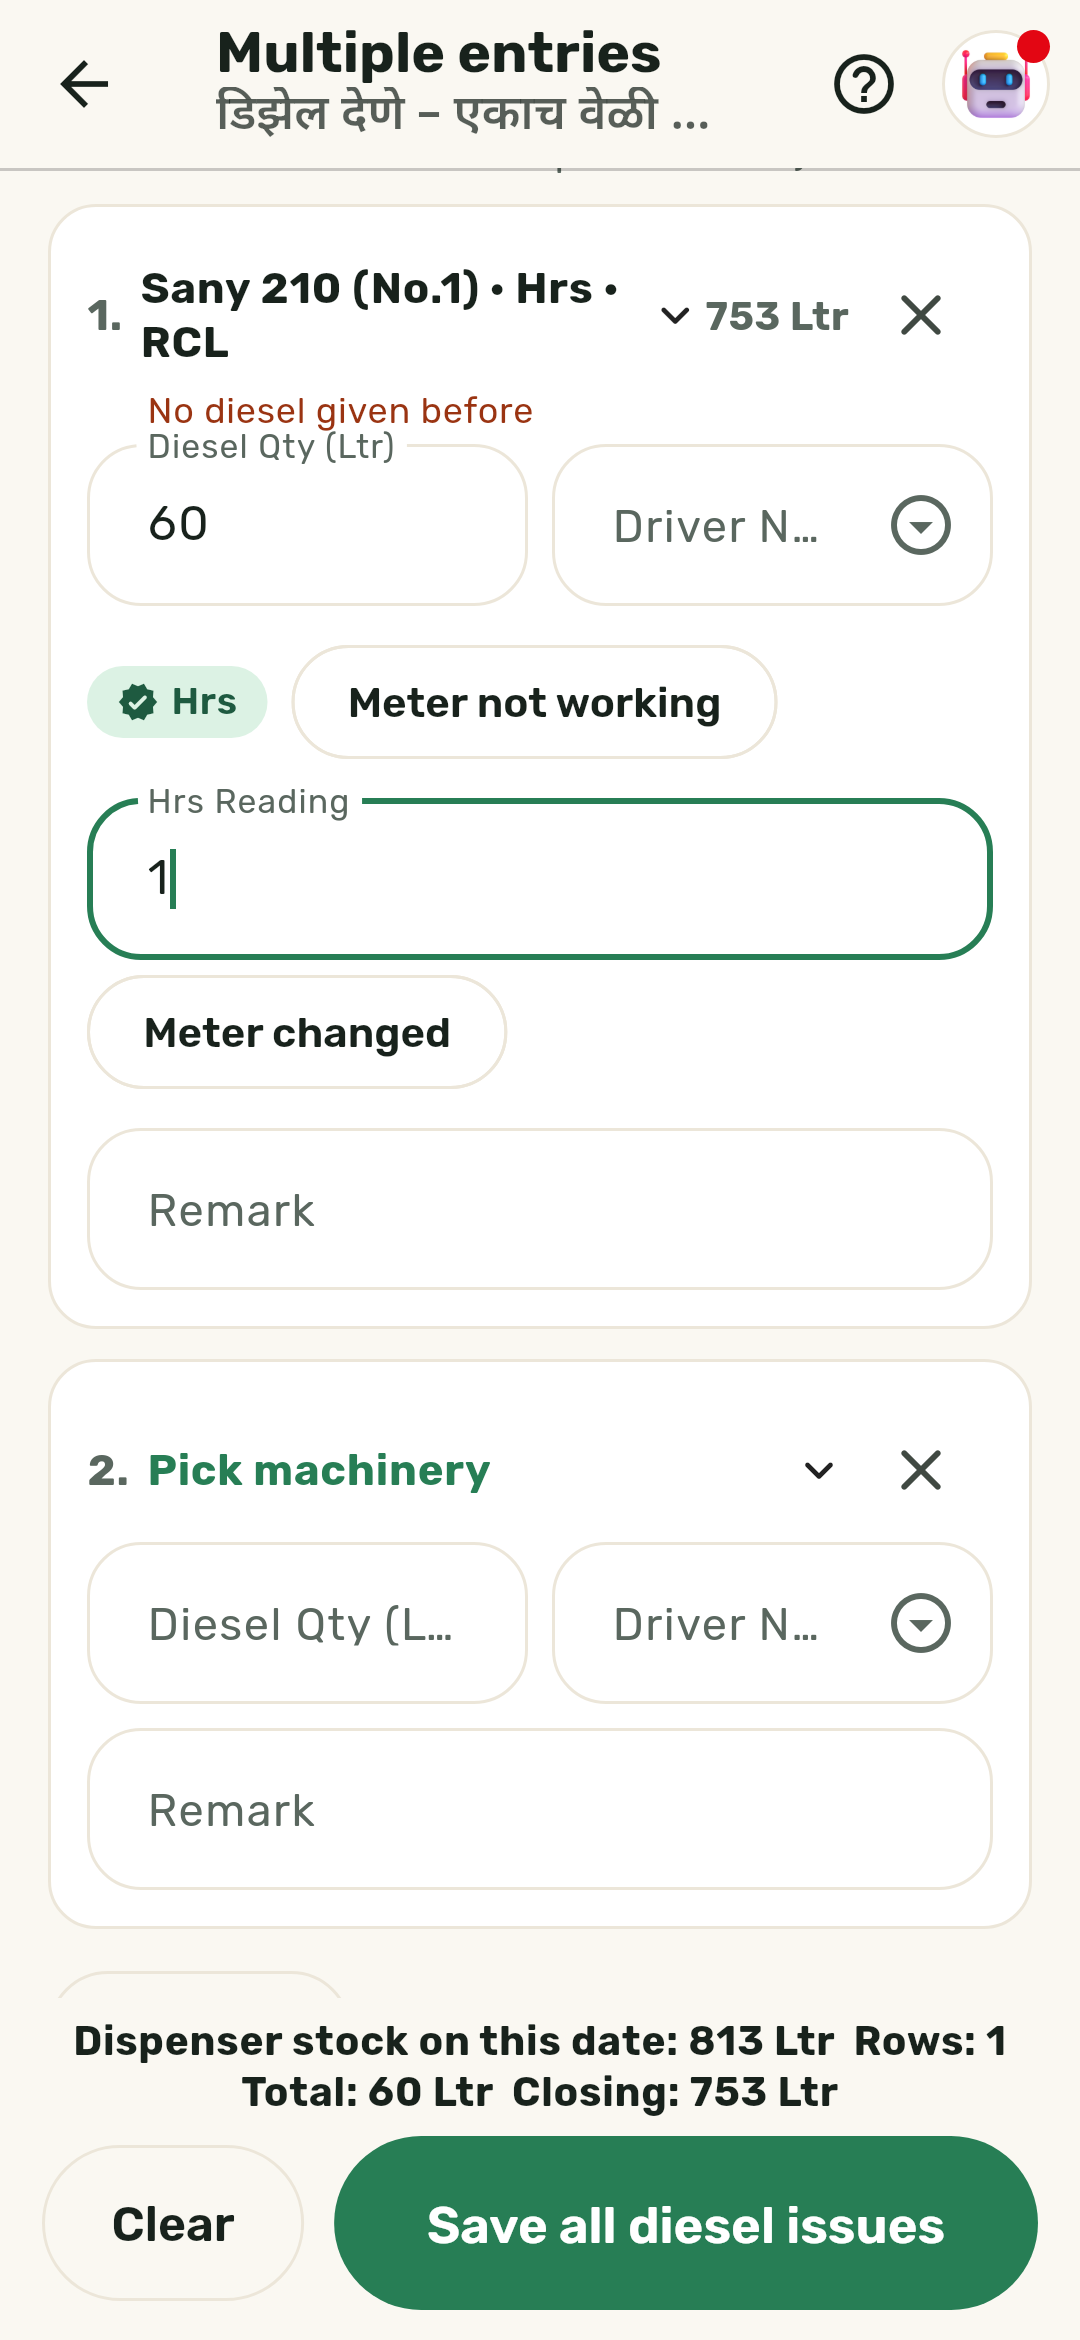 Multiple entries
डिझेल देणे – एकाच वेळी ...
1. Sany 210 (No.1) • Hrs • RCL 753 Ltr
No diesel given before
Diesel Qty (Ltr)
60
Driver N...
Hrs
Meter not working
Hrs Reading
1
Meter changed
Remark
2. Pick machinery
Diesel Qty (L...
Driver N...
Remark
Dispenser stock on this date: 813 Ltr Rows: 1
Total: 60 Ltr Closing: 753 Ltr
Clear
Save all diesel issues